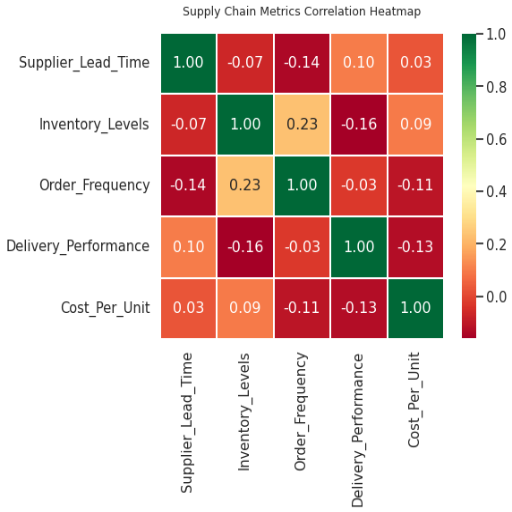 Supply Chain Metrics Correlation Heatmap
Supplier_Lead_Time 1.00 -0.07 -0.14 0.10 0.03
Inventory_Levels -0.07 1.00 0.23 -0.16 0.09
Order_Frequency -0.14 0.23 1.00 -0.03 -0.11
Delivery_Performance 0.10 -0.16 -0.03 1.00 -0.13
Cost_Per_Unit 0.03 0.09 -0.11 -0.13 1.00
Supplier_Lead_Time
Inventory_Levels
Order_Frequency
Delivery_Performance
Cost_Per_Unit
1.0
0.8
0.6
0.4
0.2
0.0